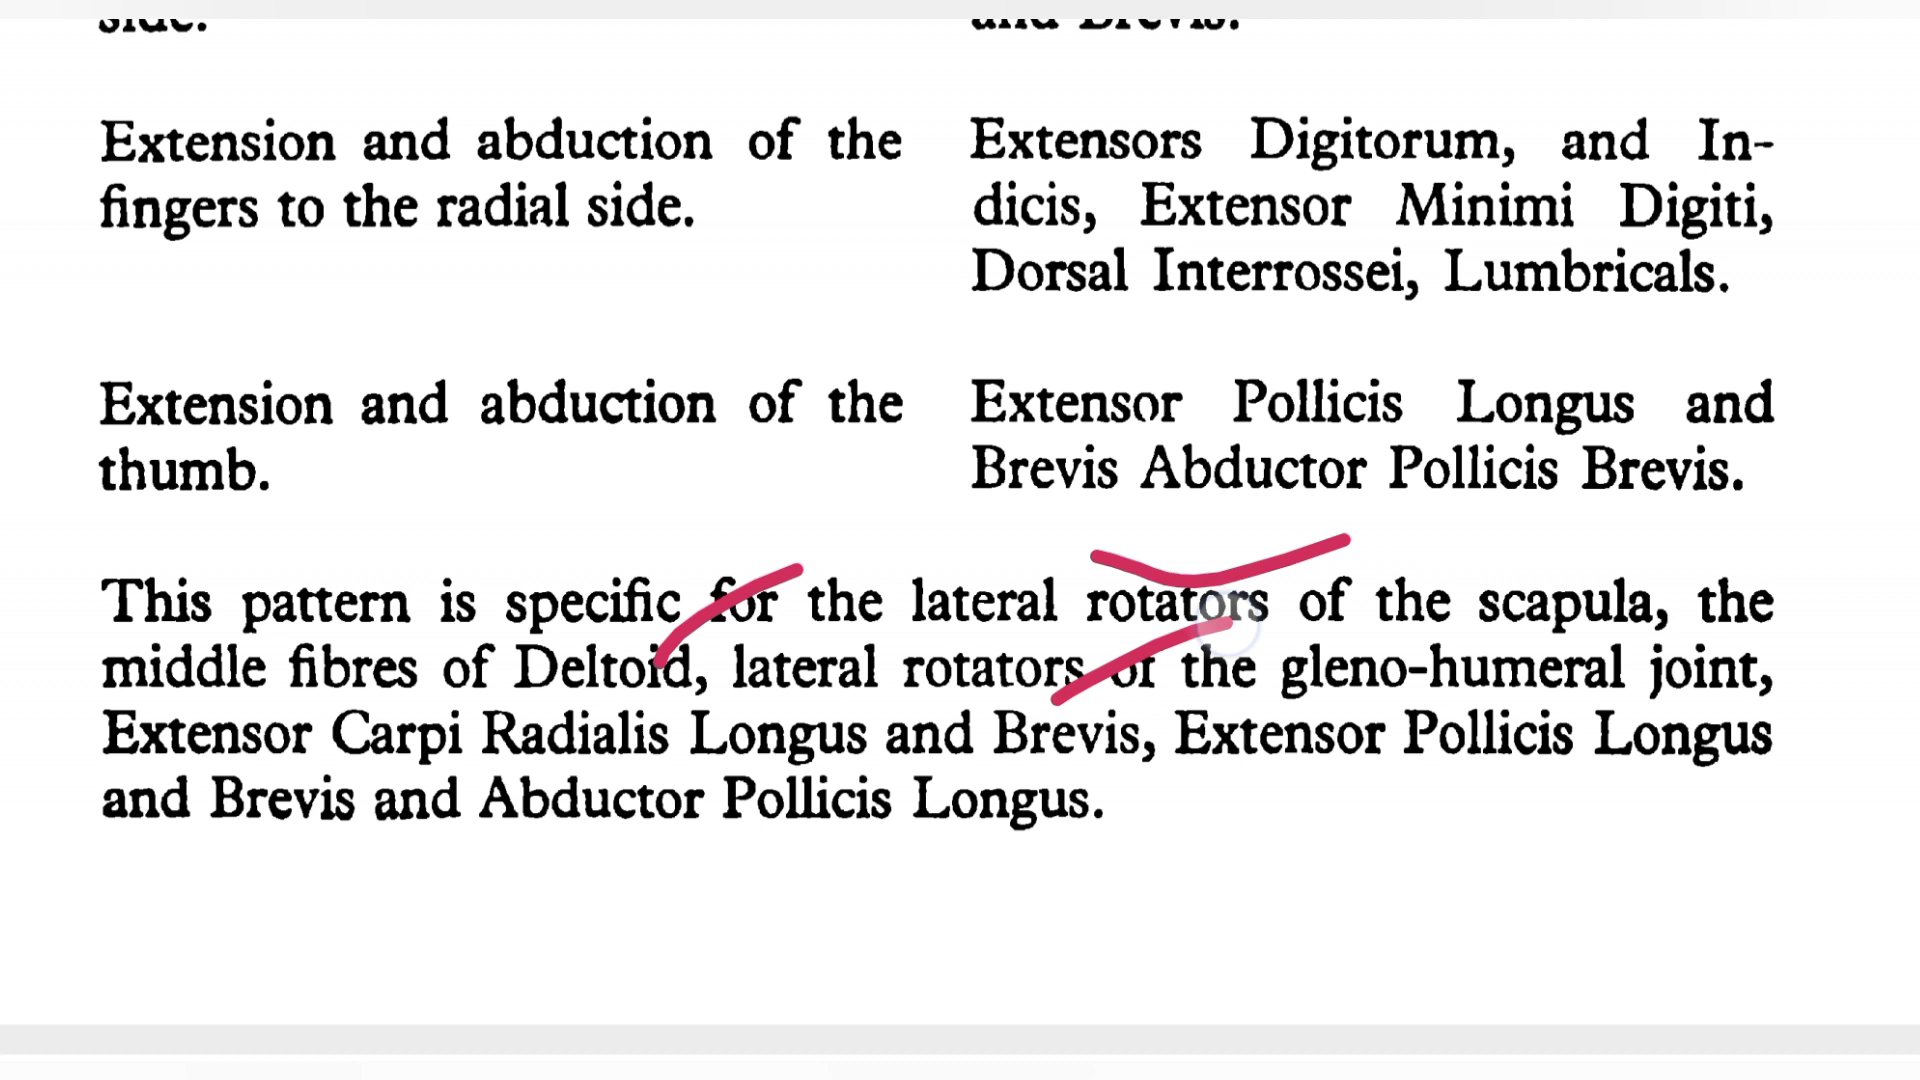 side.
and Brevis.
Extension and abduction of the
fingers to the radial side.
Extensors Digitorum, and In-
dicis, Extensor Minimi Digiti,
Dorsal Interrossei, Lumbricals.
Extension and abduction of the
thumb.
Extensor Pollicis Longus and
Brevis Abductor Pollicis Brevis.
This pattern is specific for the lateral rotators of the scapula, the
middle fibres of Deltoid, lateral rotators of the gleno-humeral joint,
Extensor Carpi Radialis Longus and Brevis, Extensor Pollicis Longus
and Brevis and Abductor Pollicis Longus.